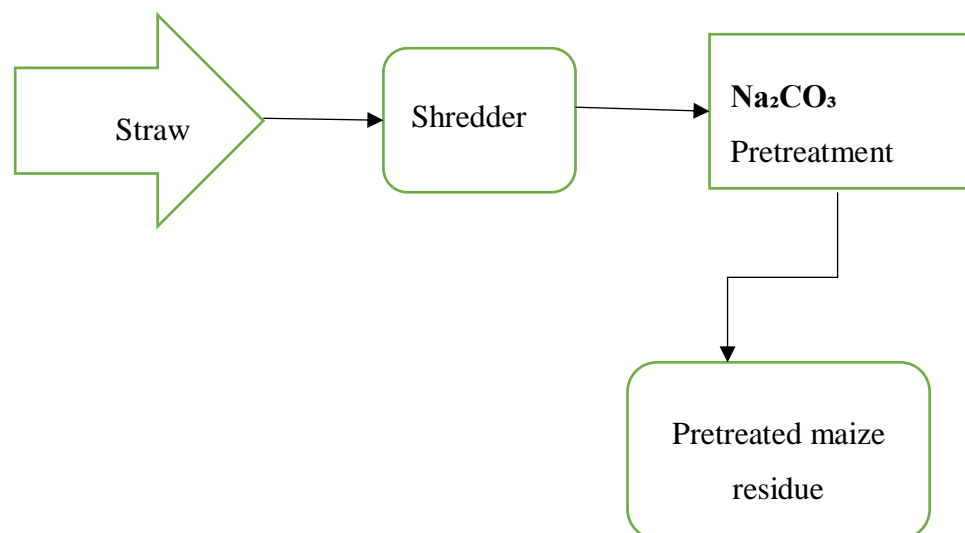 Straw
Shredder
Na₂CO₃
Pretreatment
Pretreated maize
residue